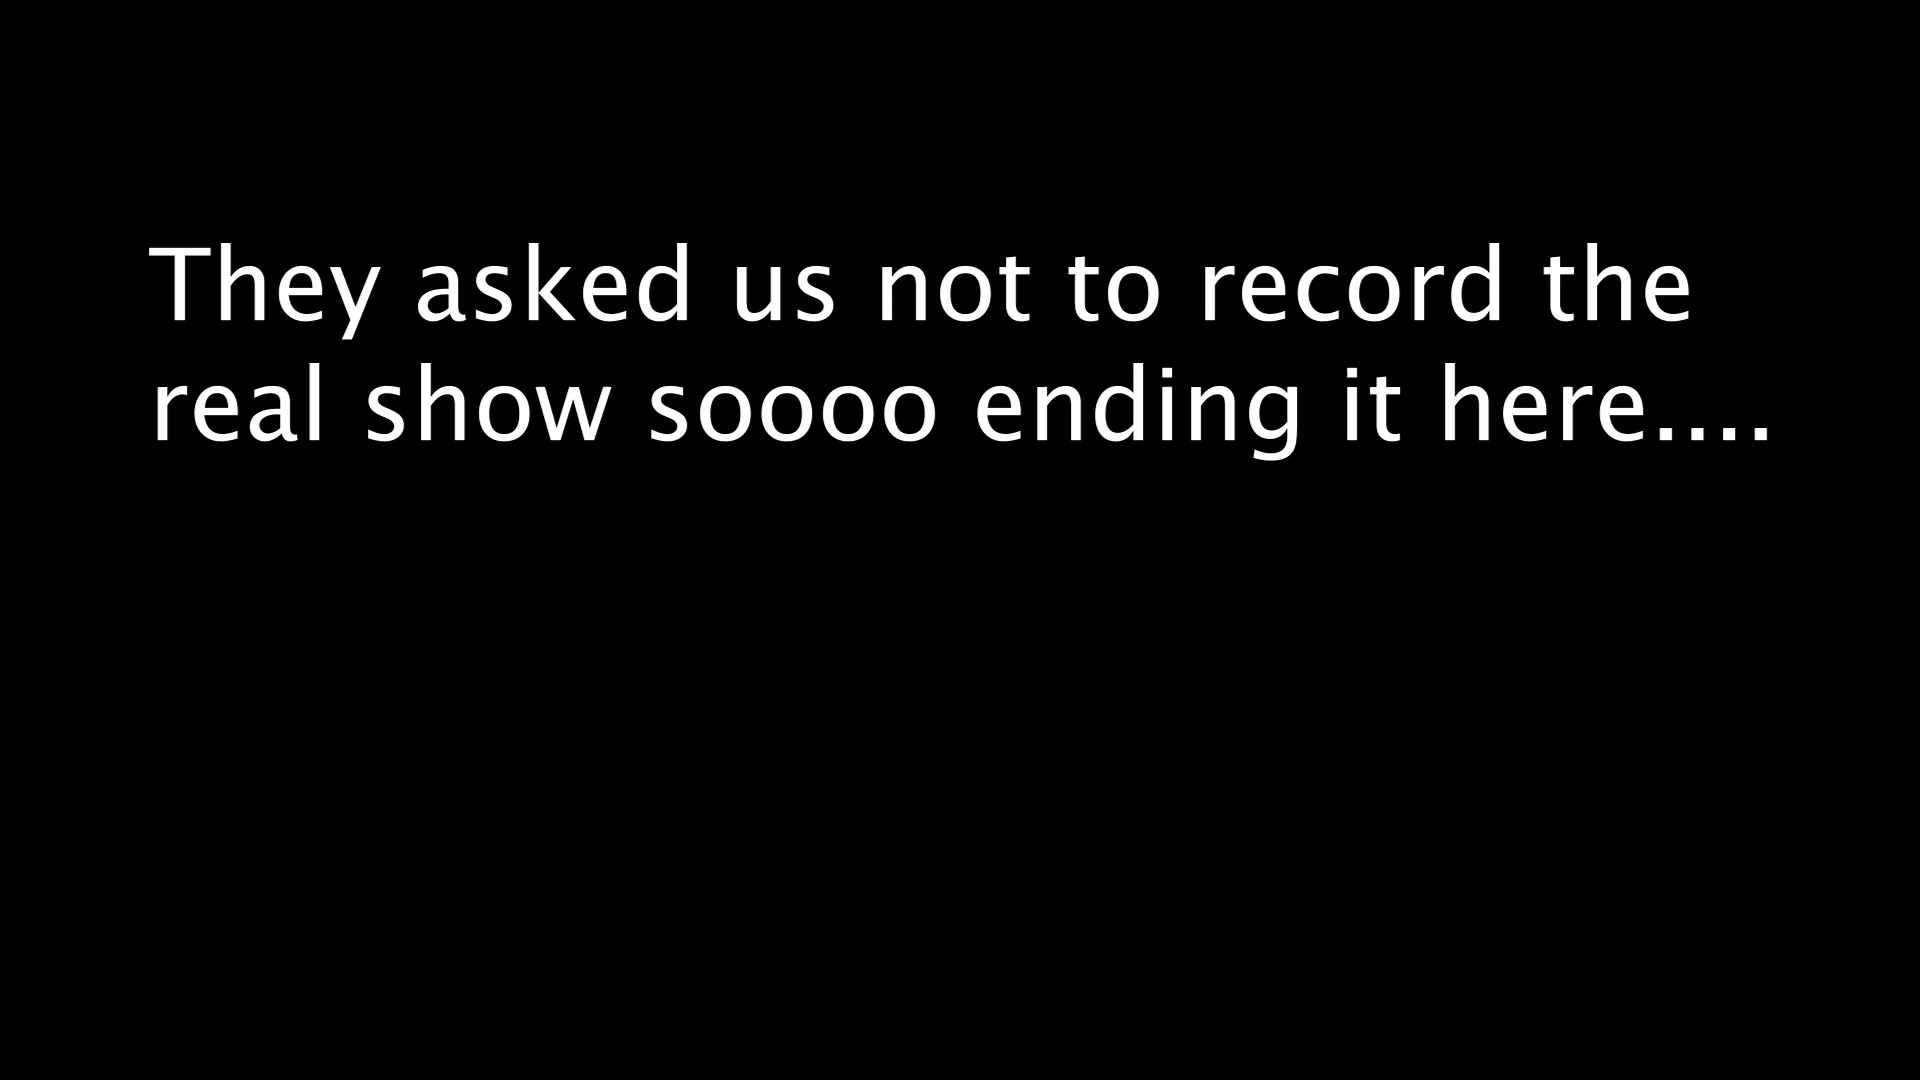 They asked us not to record the
real show soooo ending it here....